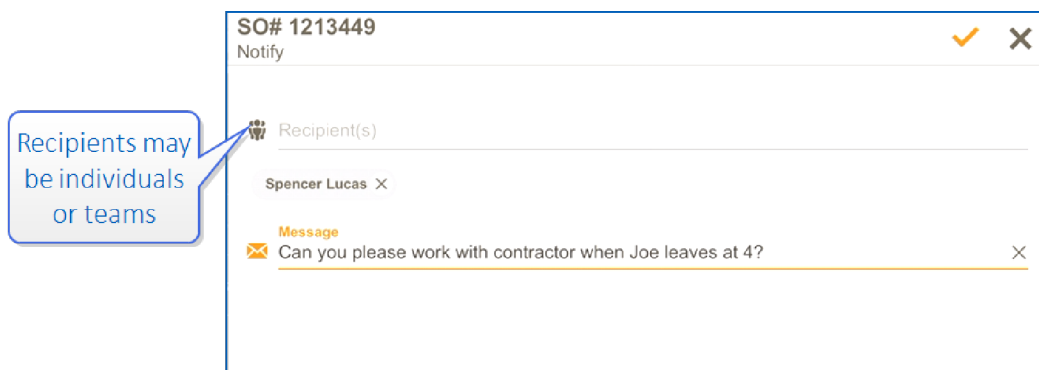 SO# 1213449
Notify
Recipients may
be individuals
or teams
Recipient(s)
Spencer Lucas
Message
Can you please work with contractor when Joe leaves at 4?